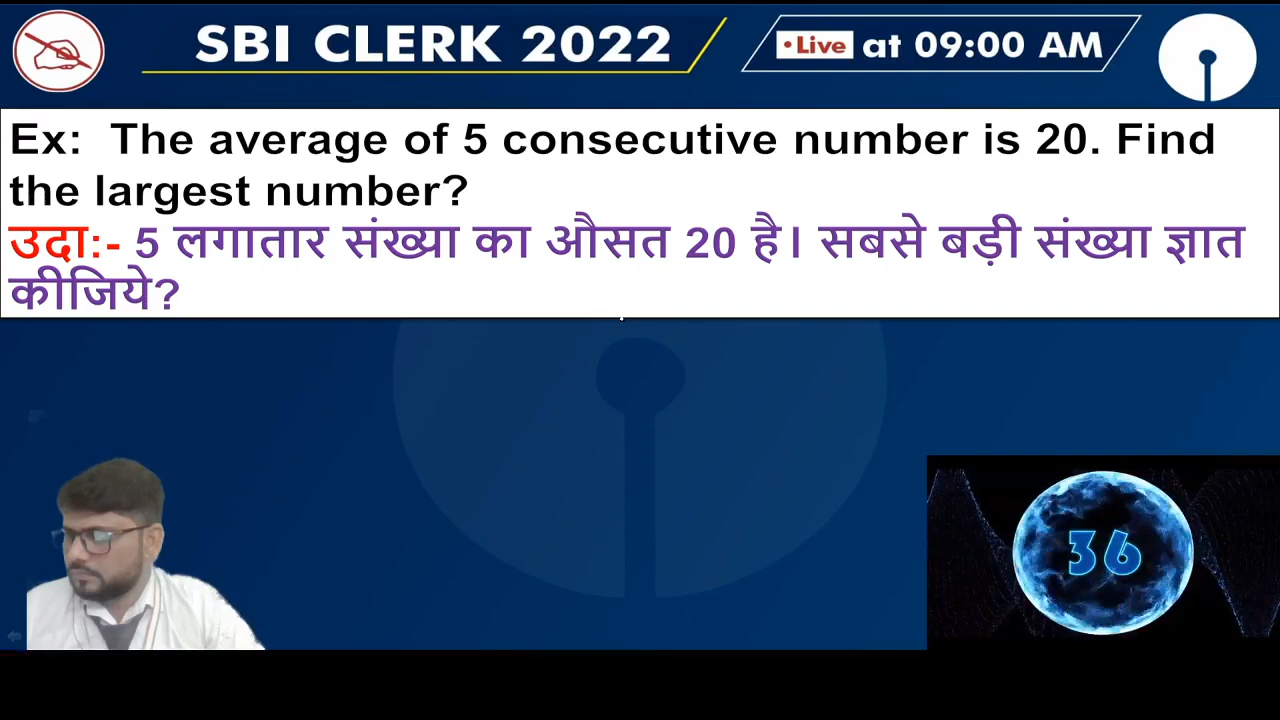 SBI CLERK 2022
• Live at 09:00 AM
Ex: The average of 5 consecutive number is 20. Find
the largest number?
उदा:- 5 लगातार संख्या का औसत 20 है। सबसे बड़ी संख्या ज्ञात
कीजिये?
36